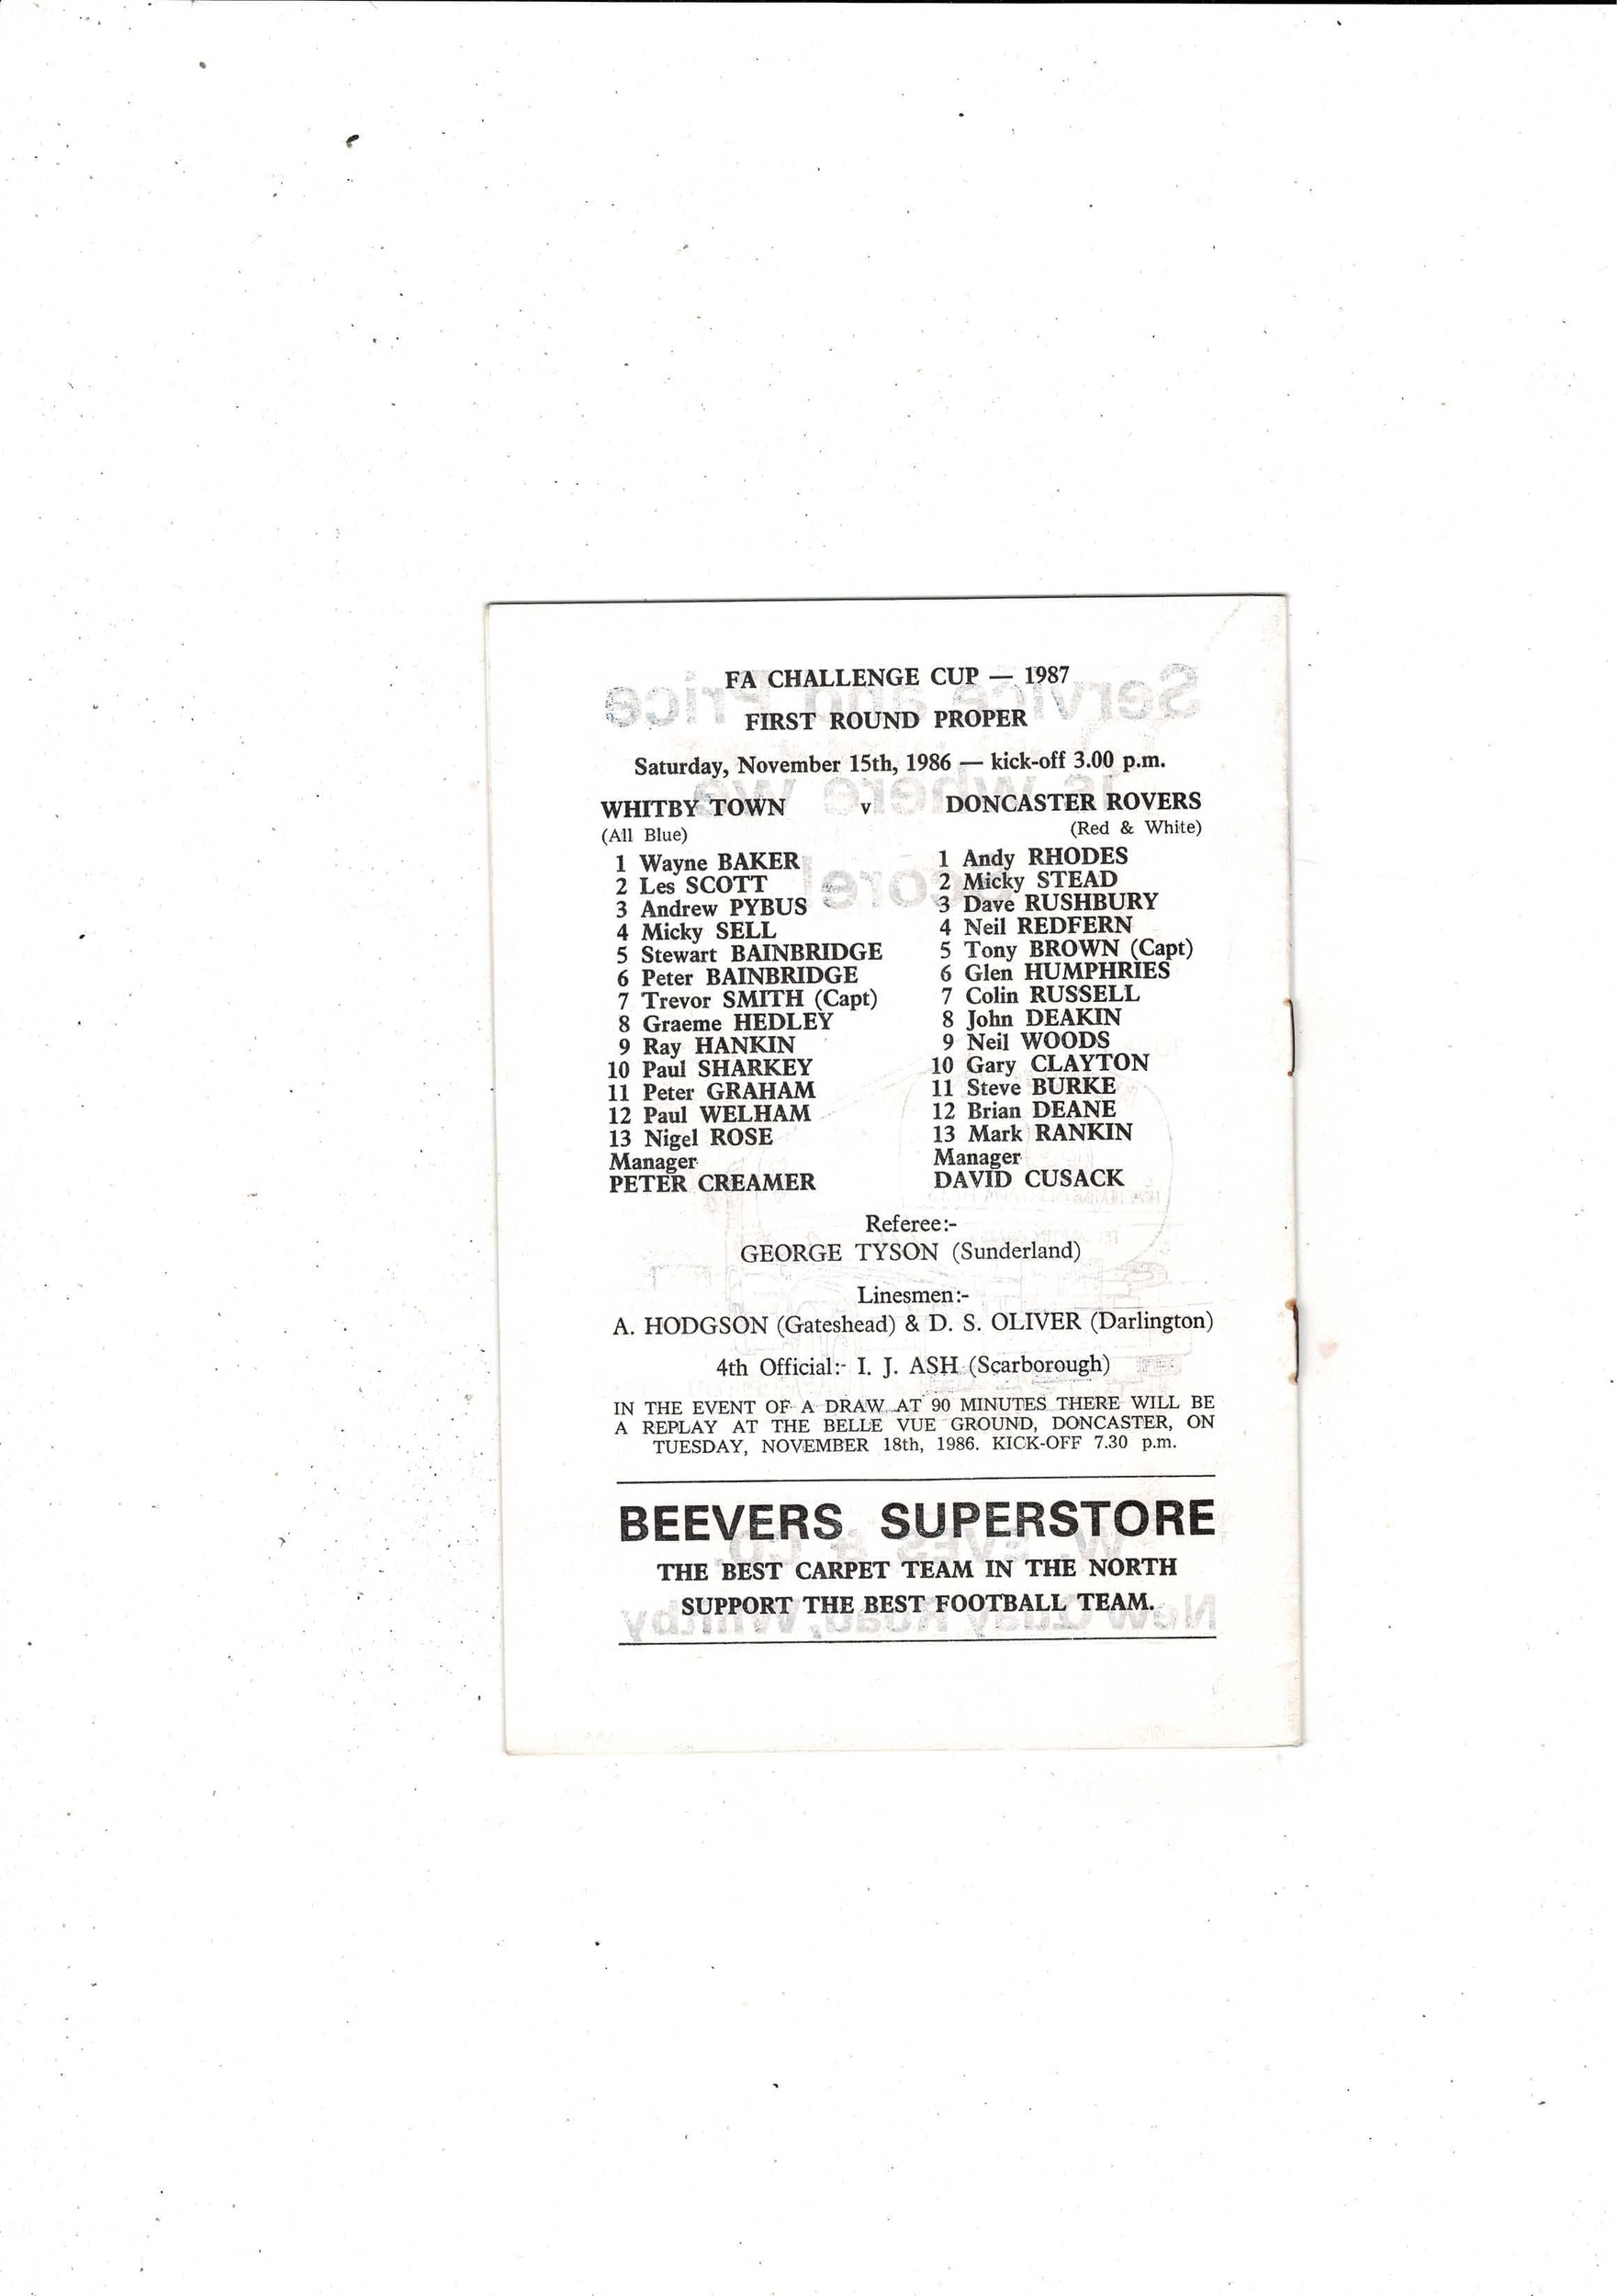 FA CHALLENGE CUP — 1987
FIRST ROUND PROPER
Saturday, November 15th, 1986 — kick-off 3.00 p.m.
WHITBY TOWN v DONCASTER ROVERS
(All Blue) (Red & White)
1 Wayne BAKER 1 Andy RHODES
2 Les SCOTT 2 Micky STEAD
3 Andrew PYBUS 3 Dave RUSHBURY
4 Micky SELL 4 Neil REDFERN
5 Stewart BAINBRIDGE 5 Tony BROWN (Capt)
6 Peter BAINBRIDGE 6 Glen HUMPHRIES
7 Trevor SMITH (Capt) 7 Colin RUSSELL
8 Graeme HEDLEY 8 John DEAKIN
9 Ray HANKIN 9 Neil WOODS
10 Paul SHARKEY 10 Gary CLAYTON
11 Peter GRAHAM 11 Steve BURKE
12 Paul WELHAM 12 Brian DEANE
13 Nigel ROSE 13 Mark RANKIN
Manager Manager
PETER CREAMER DAVID CUSACK
Referee:-
GEORGE TYSON (Sunderland)
Linesmen:-
A. HODGSON (Gateshead) & D. S. OLIVER (Darlington)
4th Official:- I. J. ASH (Scarborough)
IN THE EVENT OF A DRAW AT 90 MINUTES THERE WILL BE
A REPLAY AT THE BELLE VUE GROUND, DONCASTER, ON
TUESDAY, NOVEMBER 18th, 1986. KICK-OFF 7.30 p.m.
BEEVERS SUPERSTORE
THE BEST CARPET TEAM IN THE NORTH
SUPPORT THE BEST FOOTBALL TEAM.